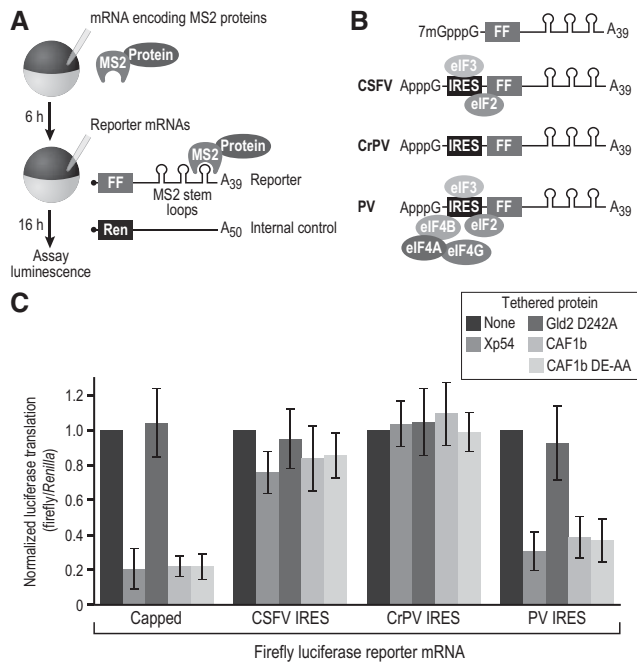 A
mRNA encoding MS2 proteins
MS2
Protein
6 h
Reporter mRNAs
MS2
Protein
FF
A39 Reporter
MS2 stem
loops
16 h
Ren
A50 Internal control
Assay
luminescence
B
7mGpppG FF A39
eIF3
CSFV ApppG IRES FF A39
eIF2
CrPV ApppG IRES FF A39
eIF3
PV ApppG IRES FF A39
eIF4B eIF2
eIF4A eIF4G
C
Tethered protein
None Gld2 D242A
Xp54 CAF1b
CAF1b DE-AA
Normalized luciferase translation
(firefly/Renilla)
1.2
1.0
0.8
0.6
0.4
0.2
0
Capped CSFV IRES CrPV IRES PV IRES
Firefly luciferase reporter mRNA